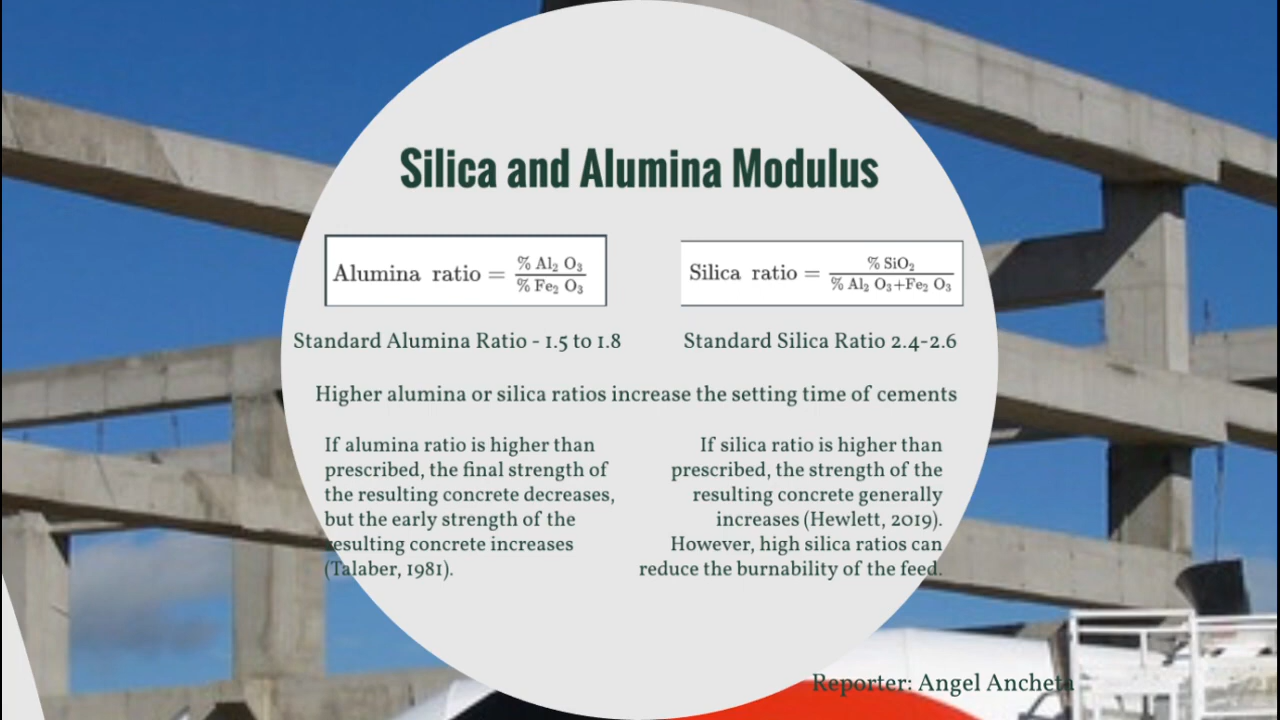 Silica and Alumina Modulus
Alumina ratio = % Al₂ O₃ / % Fe₂ O₃
Silica ratio = % SiO₂ / % Al₂ O₃+Fe₂ O₃
Standard Alumina Ratio - 1.5 to 1.8
Standard Silica Ratio 2.4-2.6
Higher alumina or silica ratios increase the setting time of cements
If alumina ratio is higher than
prescribed, the final strength of
the resulting concrete decreases,
but the early strength of the
resulting concrete increases
(Talaber, 1981).
If silica ratio is higher than
prescribed, the strength of the
resulting concrete generally
increases (Hewlett, 2019).
However, high silica ratios can
reduce the burnability of the feed.
Reporter: Angel Ancheta